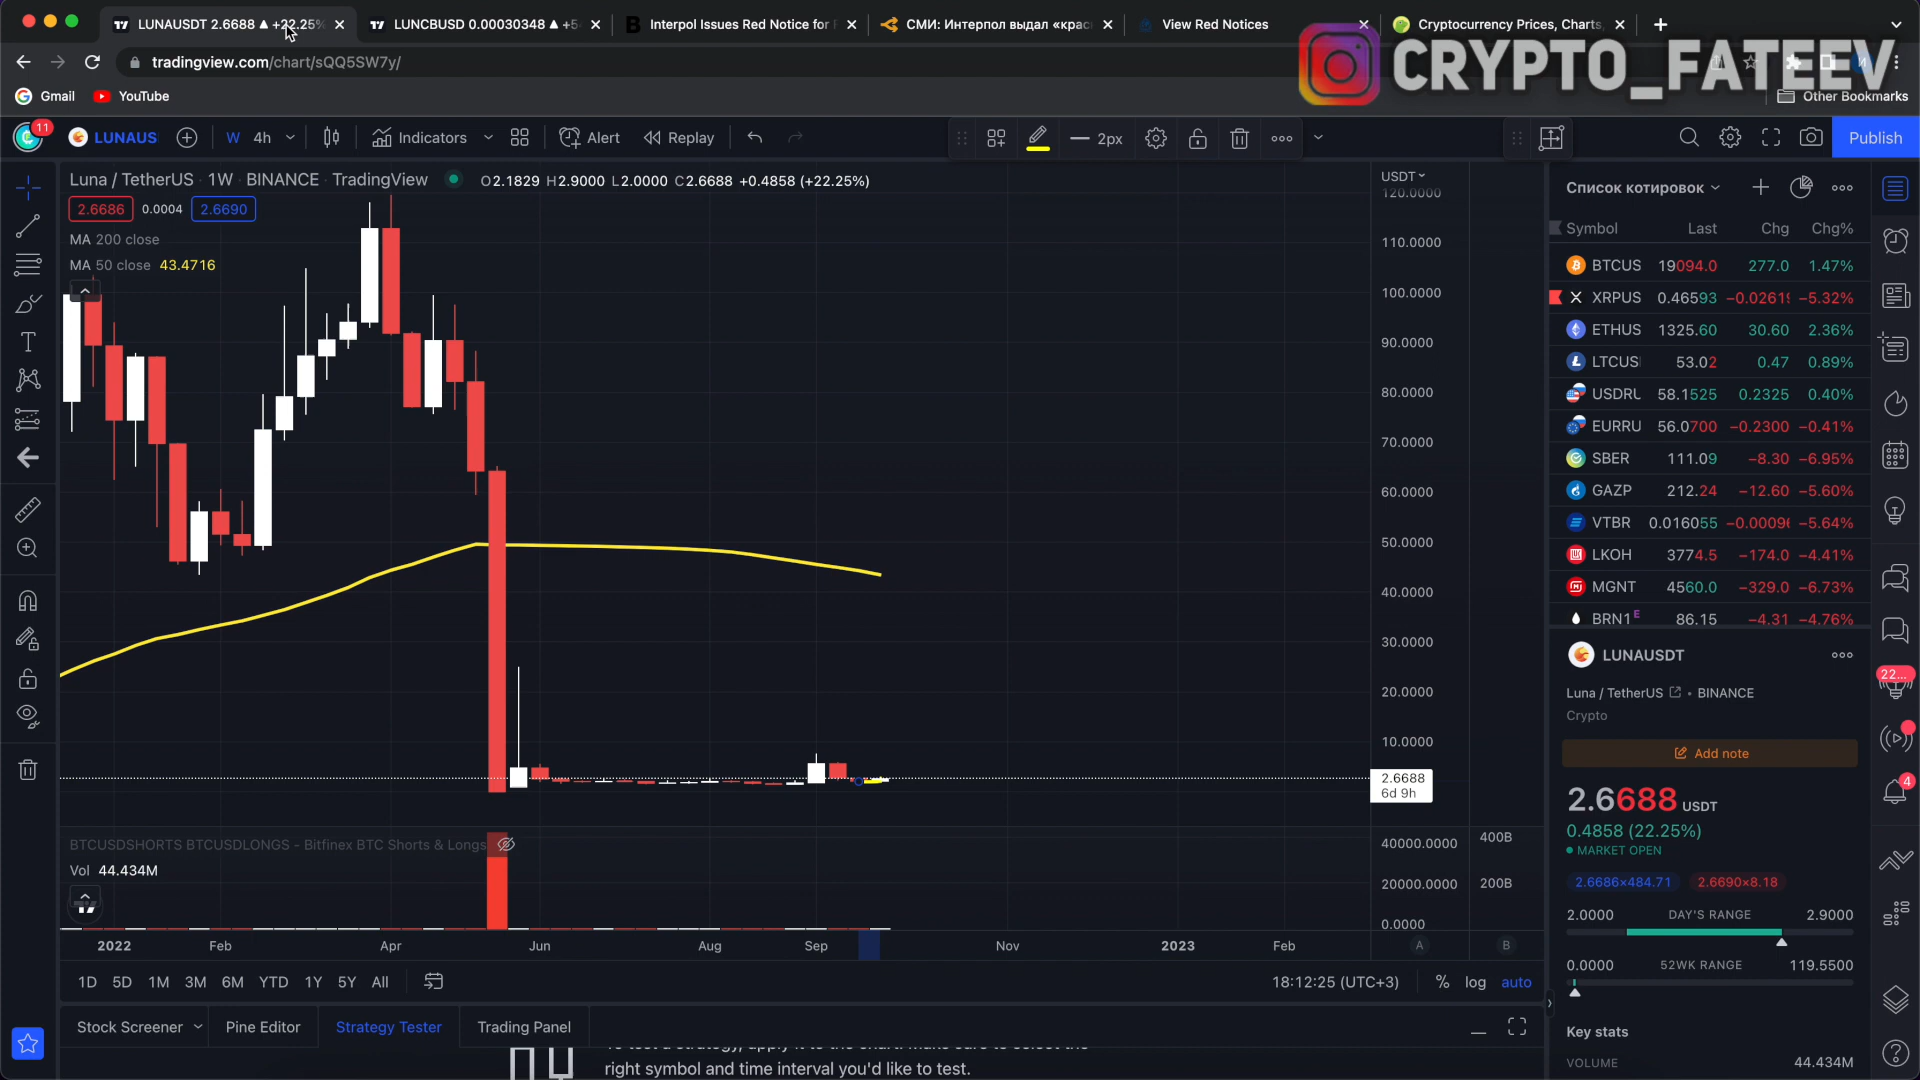 LUNAUSDT 2.6688 ▲ +22.25%
LUNCBUSD 0.00030348 ▲ +5
Interpol Issues Red Notice for
СМИ: Интерпол выдал «крас
View Red Notices
Cryptocurrency Prices, Charts,
tradingview.com/chart/sQQ5SW7y/
CRYPTO_FATEEV
Gmail
YouTube
Other Bookmarks
11
LUNAUS
W
4h
Indicators
Alert
Replay
2px
Publish
Luna / TetherUS · 1W · BINANCE · TradingView
O2.1829 H2.9000 L2.0000 C2.6688 +0.4858 (+22.25%)
2.6686
0.0004
2.6690
MA 200 close
MA 50 close 43.4716
USDT
120.0000
110.0000
100.0000
90.0000
80.0000
70.0000
60.0000
50.0000
40.0000
30.0000
20.0000
10.0000
2.6688
6d 9h
BTCUSDSHORTS BTCUSDLONGS - Bitfinex BTC Shorts & Longs
Vol 44.434M
40000.0000
400B
20000.0000
200B
0.0000
2022
Feb
Apr
Jun
Aug
Sep
Nov
2023
Feb
A
B
1D 5D 1M 3M 6M YTD 1Y 5Y All
18:12:25 (UTC+3)
% log auto
Stock Screener
Pine Editor
Strategy Tester
Trading Panel
right symbol and time interval you'd like to test.
Список котировок
Symbol Last Chg Chg%
BTCUS 19094.0 277.0 1.47%
XRPUS 0.46593 −0.02619 −5.32%
ETHUS 1325.60 30.60 2.36%
LTCUS 53.02 0.47 0.89%
USDRU 58.1525 0.2325 0.40%
EURRU 56.0700 −0.2300 −0.41%
SBER 111.09 −8.30 −6.95%
GAZP 212.24 −12.60 −5.60%
VTBR 0.016055 −0.00096 −5.64%
LKOH 3774.5 −174.0 −4.41%
MGNT 4560.0 −329.0 −6.73%
BRN1 E 86.15 −4.31 −4.76%
LUNAUSDT
Luna / TetherUS • BINANCE
Crypto
Add note
2.6688 USDT
0.4858 (22.25%)
MARKET OPEN
2.6686×484.71
2.6690×8.18
2.0000 DAY'S RANGE 2.9000
0.0000 52WK RANGE 119.5500
Key stats
VOLUME 44.434M
22...
4